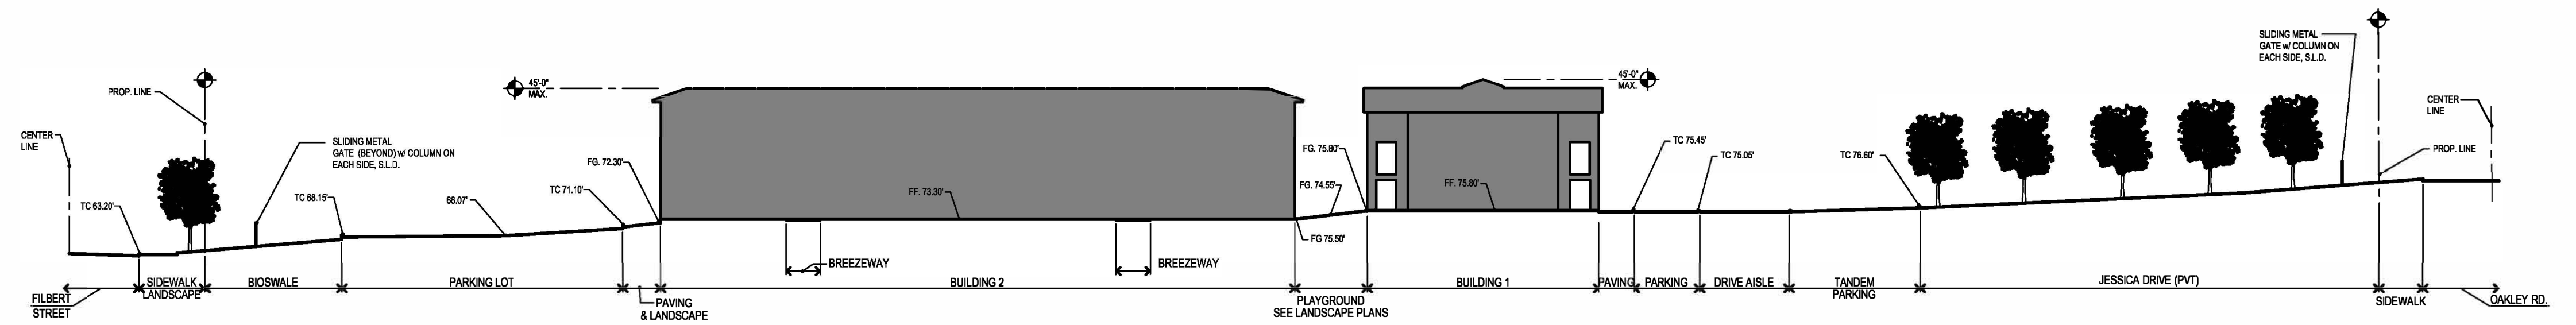 SLIDING METAL
GATE w/ COLUMN ON
EACH SIDE, S.L.D.
45'-0"
MAX.
45'-0"
MAX.
PROP. LINE
CENTER
LINE
CENTER
LINE
SLIDING METAL
GATE (BEYOND) w/ COLUMN ON
EACH SIDE, S.L.D.
FG. 72.30'
FG. 75.80'
TC 75.45'
TC 75.05'
TC 76.60'
PROP. LINE
TC 63.20'
TC 68.15'
68.07'
TC 71.10'
FF. 73.30'
FG. 74.55'
FF. 75.80'
FG 75.50'
BREEZEWAY
BREEZEWAY
FILBERT
STREET
SIDEWALK
LANDSCAPE
BIOSWALE
PARKING LOT
PAVING
& LANDSCAPE
BUILDING 2
PLAYGROUND
SEE LANDSCAPE PLANS
BUILDING 1
PAVING
PARKING
DRIVE AISLE
TANDEM
PARKING
JESSICA DRIVE (PVT)
SIDEWALK
OAKLEY RD.